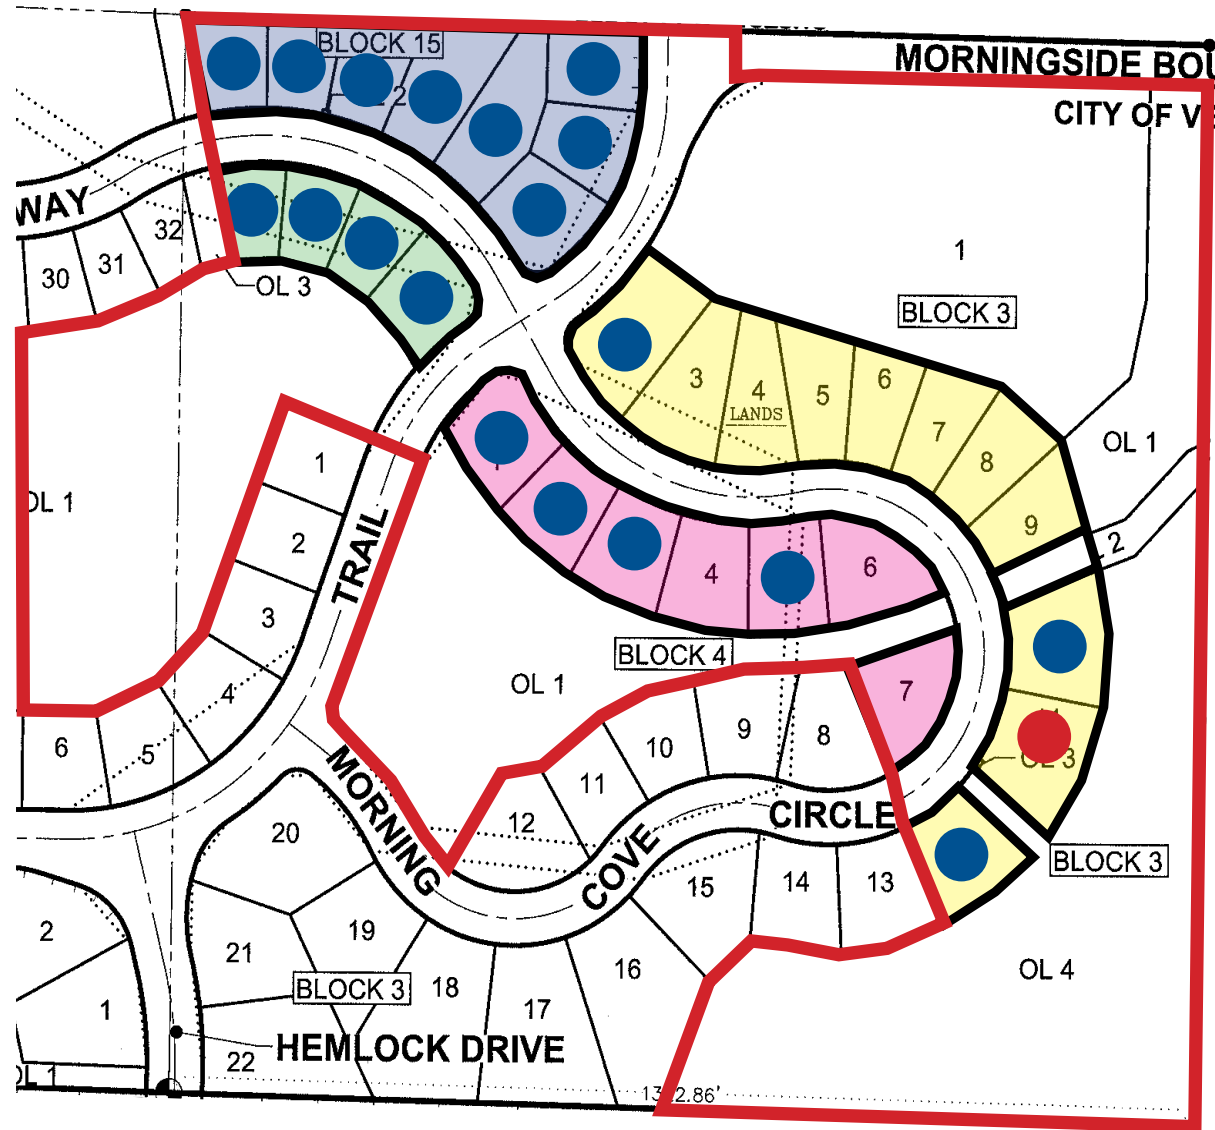 BLOCK 15
MORNINGSIDE BOU
CITY OF V
2
WAY
32
31
30
OL 3
1
BLOCK 3
3
4
5
6
7
8
9
LANDS
OL 1
2
OL 1
1
2
3
4
5
6
TRAIL
4
6
7
BLOCK 4
OL 1
8
9
10
11
12
OL 3
BLOCK 3
MORNING
COVE
CIRCLE
20
19
21
22
BLOCK 3
18
17
16
15
14
13
OL 4
2
1
OL 1
HEMLOCK DRIVE